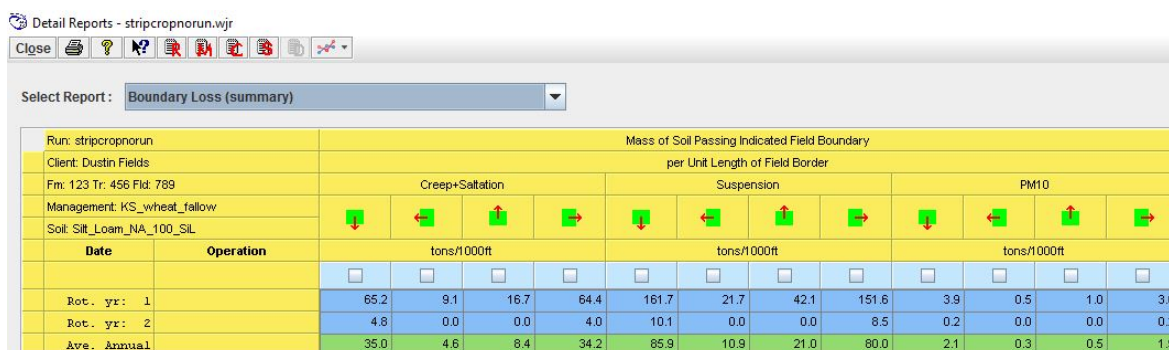 Detail Reports - stripcropnorun.wjr
Close
Select Report: Boundary Loss (summary)
Run: stripcropnorun Mass of Soil Passing Indicated Field Boundary
Client: Dustin Fields per Unit Length of Field Border
Fm: 123 Tr: 456 Fld: 789 Creep+Saltation Suspension PM10
Management: KS_wheat_fallow
Soil: Silt_Loam_NA_100_SiL
Date Operation tons/1000ft tons/1000ft tons/1000ft
Rot. yr: 1 65.2 9.1 16.7 64.4 161.7 21.7 42.1 151.6 3.9 0.5 1.0
Rot. yr: 2 4.8 0.0 0.0 4.0 10.1 0.0 0.0 8.5 0.2 0.0 0.0
Ave. Annual 35.0 4.6 8.4 34.2 85.9 10.9 21.0 80.0 2.1 0.3 0.5